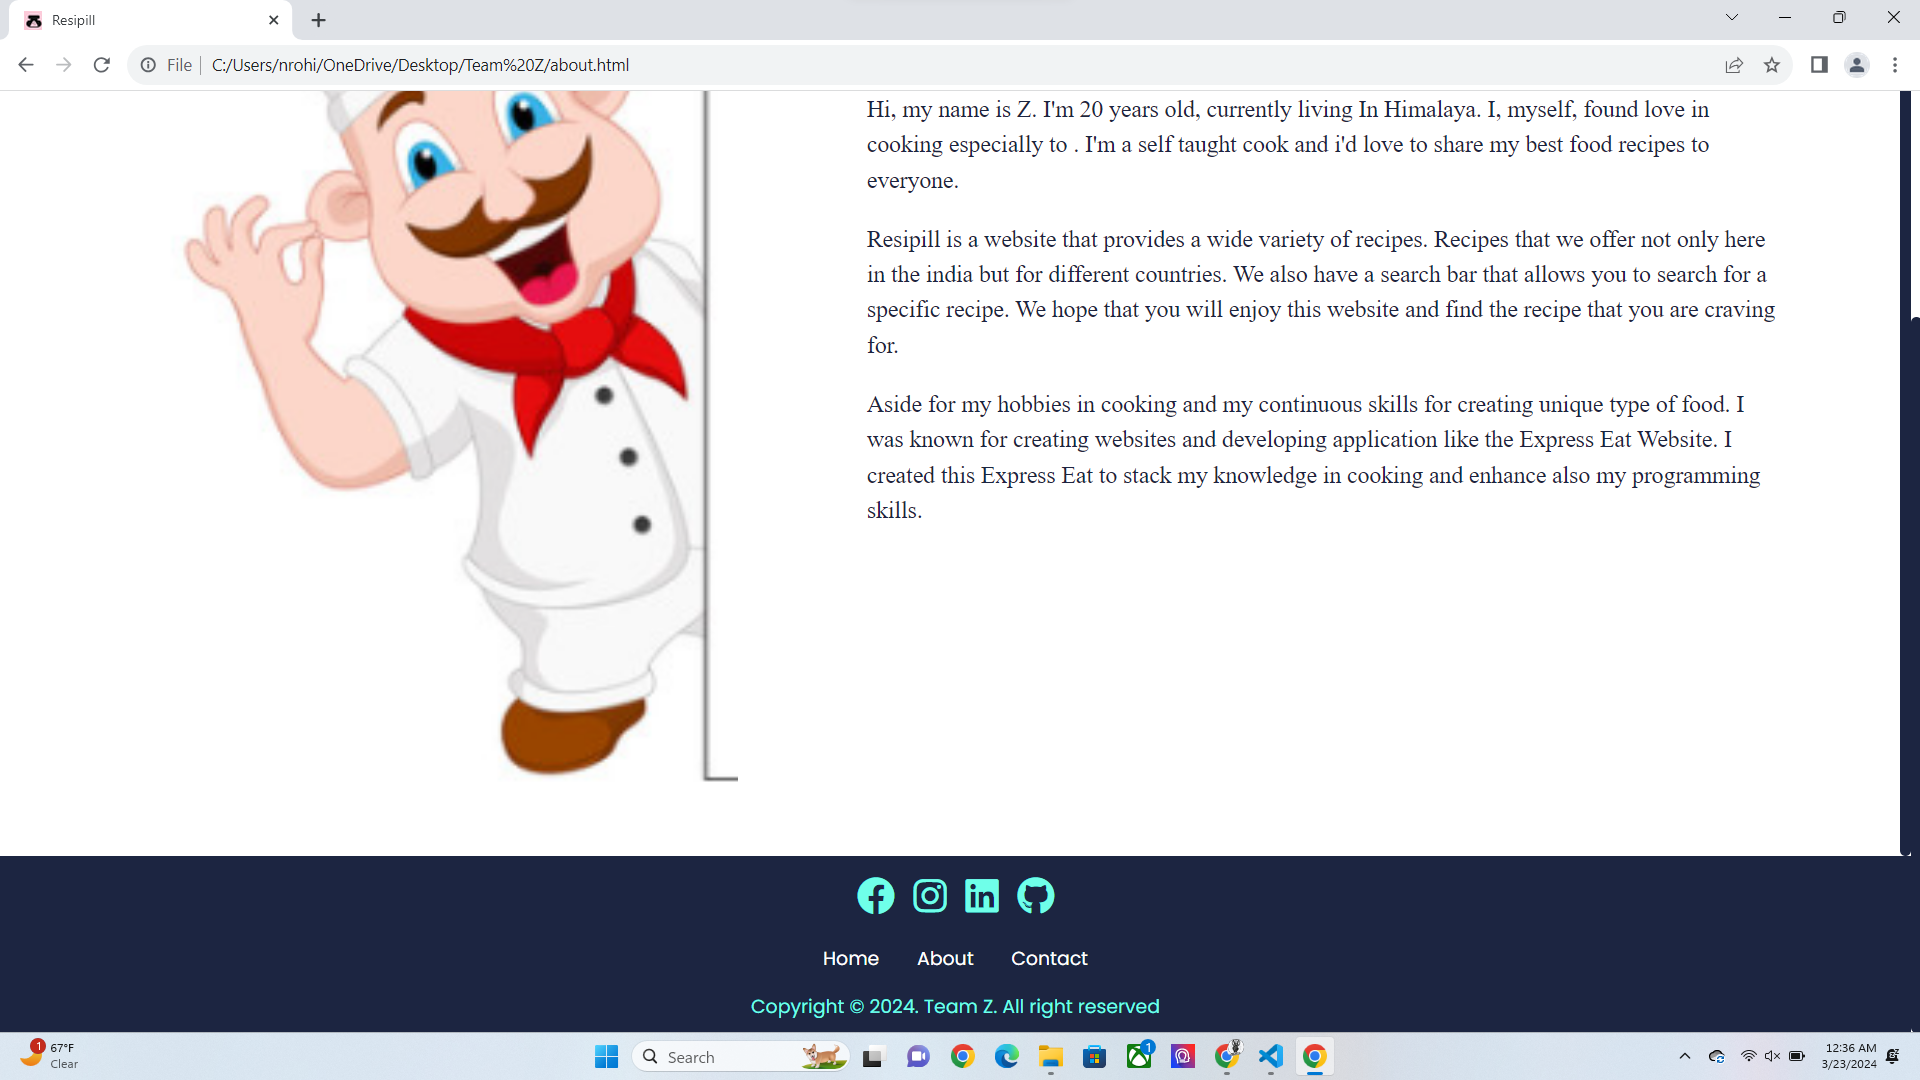 Resipill
File
C:/Users/nrohi/OneDrive/Desktop/Team%20Z/about.html
Hi, my name is Z. I'm 20 years old, currently living In Himalaya. I, myself, found love in
cooking especially to . I'm a self taught cook and i'd love to share my best food recipes to
everyone.
Resipill is a website that provides a wide variety of recipes. Recipes that we offer not only here
in the india but for different countries. We also have a search bar that allows you to search for a
specific recipe. We hope that you will enjoy this website and find the recipe that you are craving
for.
Aside for my hobbies in cooking and my continuous skills for creating unique type of food. I
was known for creating websites and developing application like the Express Eat Website. I
created this Express Eat to stack my knowledge in cooking and enhance also my programming
skills.
Home About Contact
Copyright © 2024. Team Z. All right reserved
1
67°F
Clear
Search
1
12:36 AM
3/23/2024